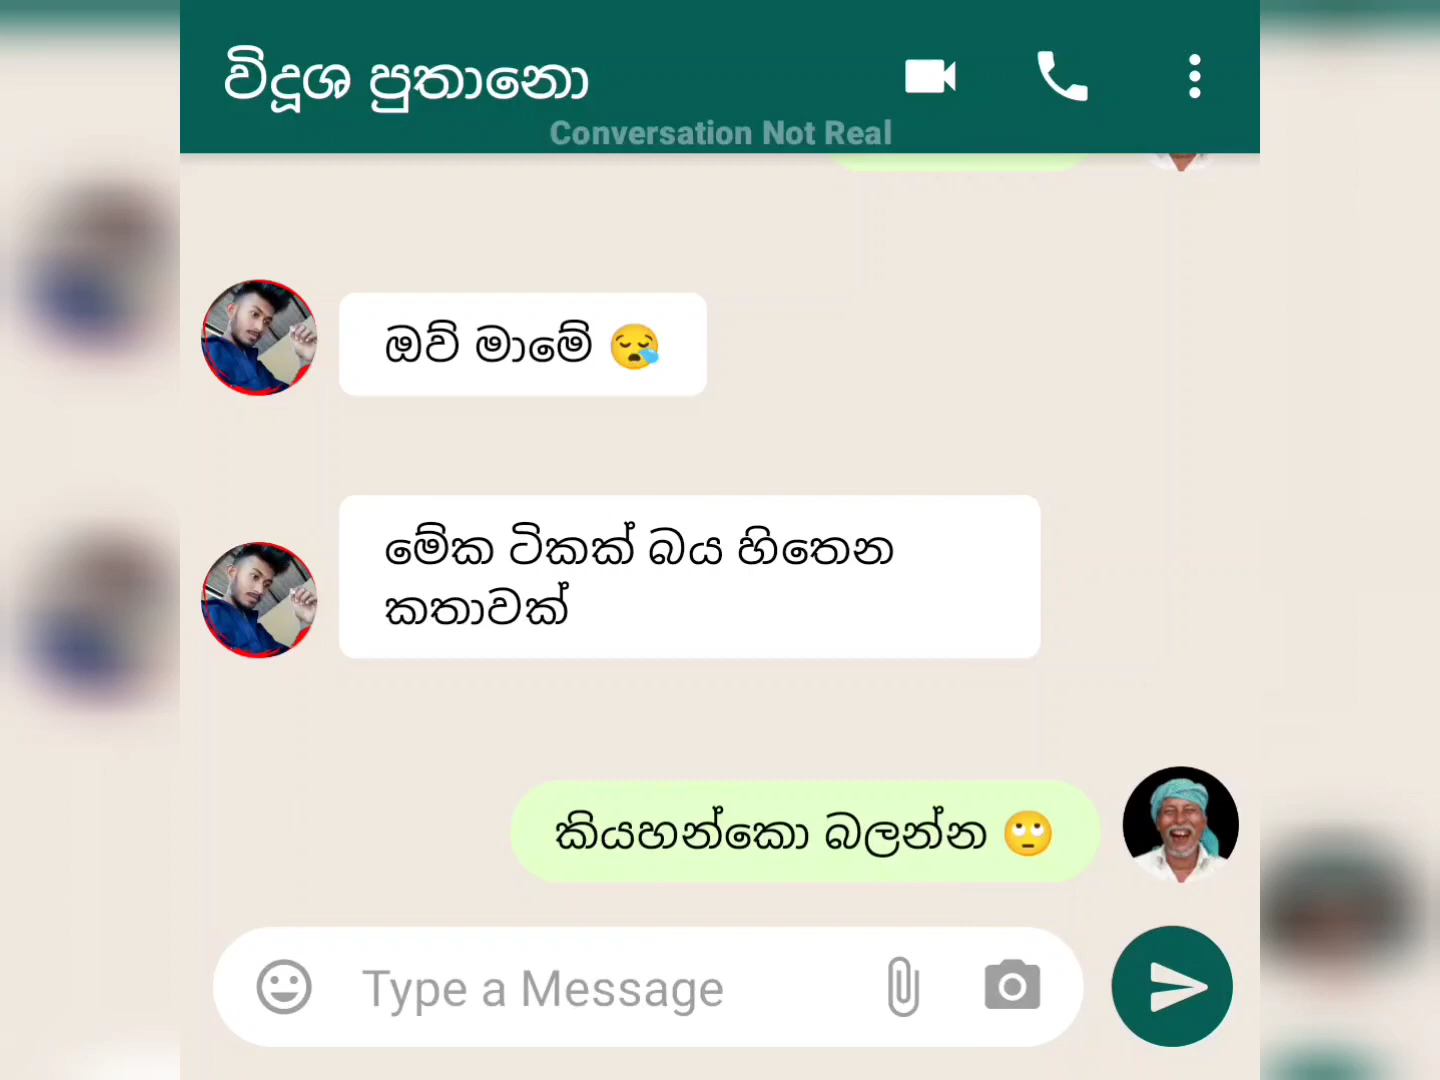 විදූශ පුතානො
Conversation Not Real
ඔව් මාමේ 😪
මේක ටිකක් බය හිතෙන
කතාවක්
කියහන්කො බලන්න 🙄
Type a Message